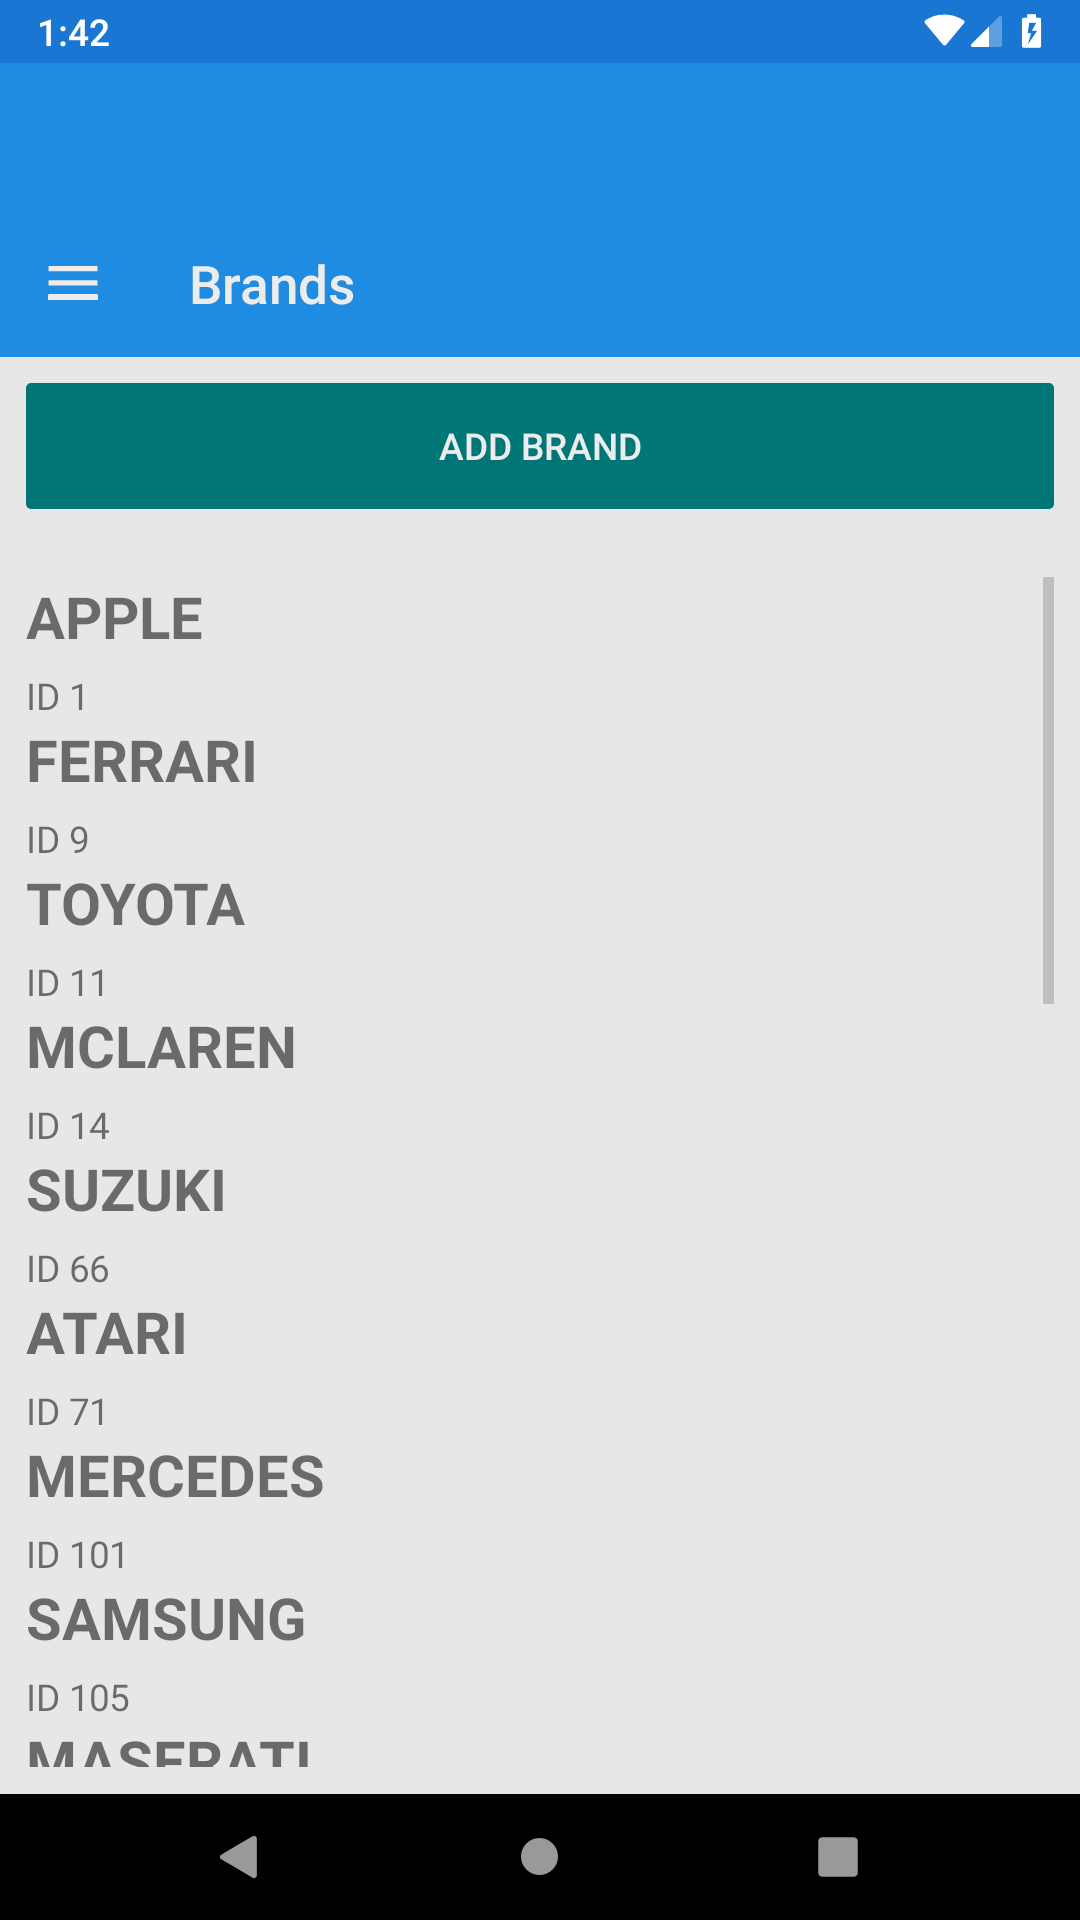 1:42
Brands
ADD BRAND
APPLE
ID 1
FERRARI
ID 9
TOYOTA
ID 11
MCLAREN
ID 14
SUZUKI
ID 66
ATARI
ID 71
MERCEDES
ID 101
SAMSUNG
ID 105
MASERATI